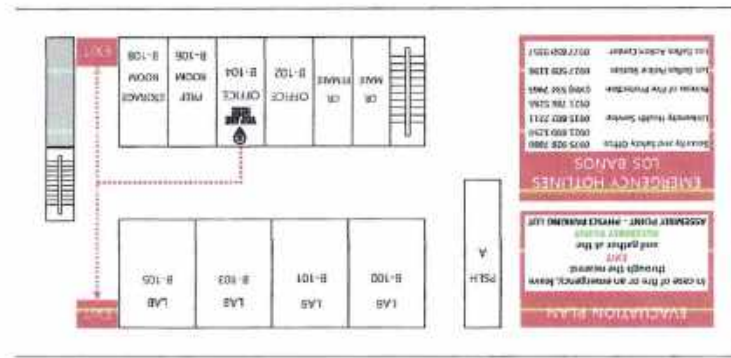 EVACUATION PLAN
In case of fire or an emergency, leave
through the nearest
EXIT
and gather at the
ASSEMBLY POINT
ASSEMBLY POINT - PHYSCI PARKING LOT
EMERGENCY HOTLINES
LOS BANOS
Security and Safety Office
University Health Service
Bureau of Fire Protection
Los Baños Police Station
Los Baños Action Center
PSLH
A
LAB
B-100
LAB
B-101
LAB
B-103
LAB
B-105
EXIT
CR
MALE
CR
FEMALE
OFFICE
B-102
YOU ARE
HERE
OFFICE
B-104
PREP
ROOM
B-106
STORAGE
ROOM
B-108
EXIT